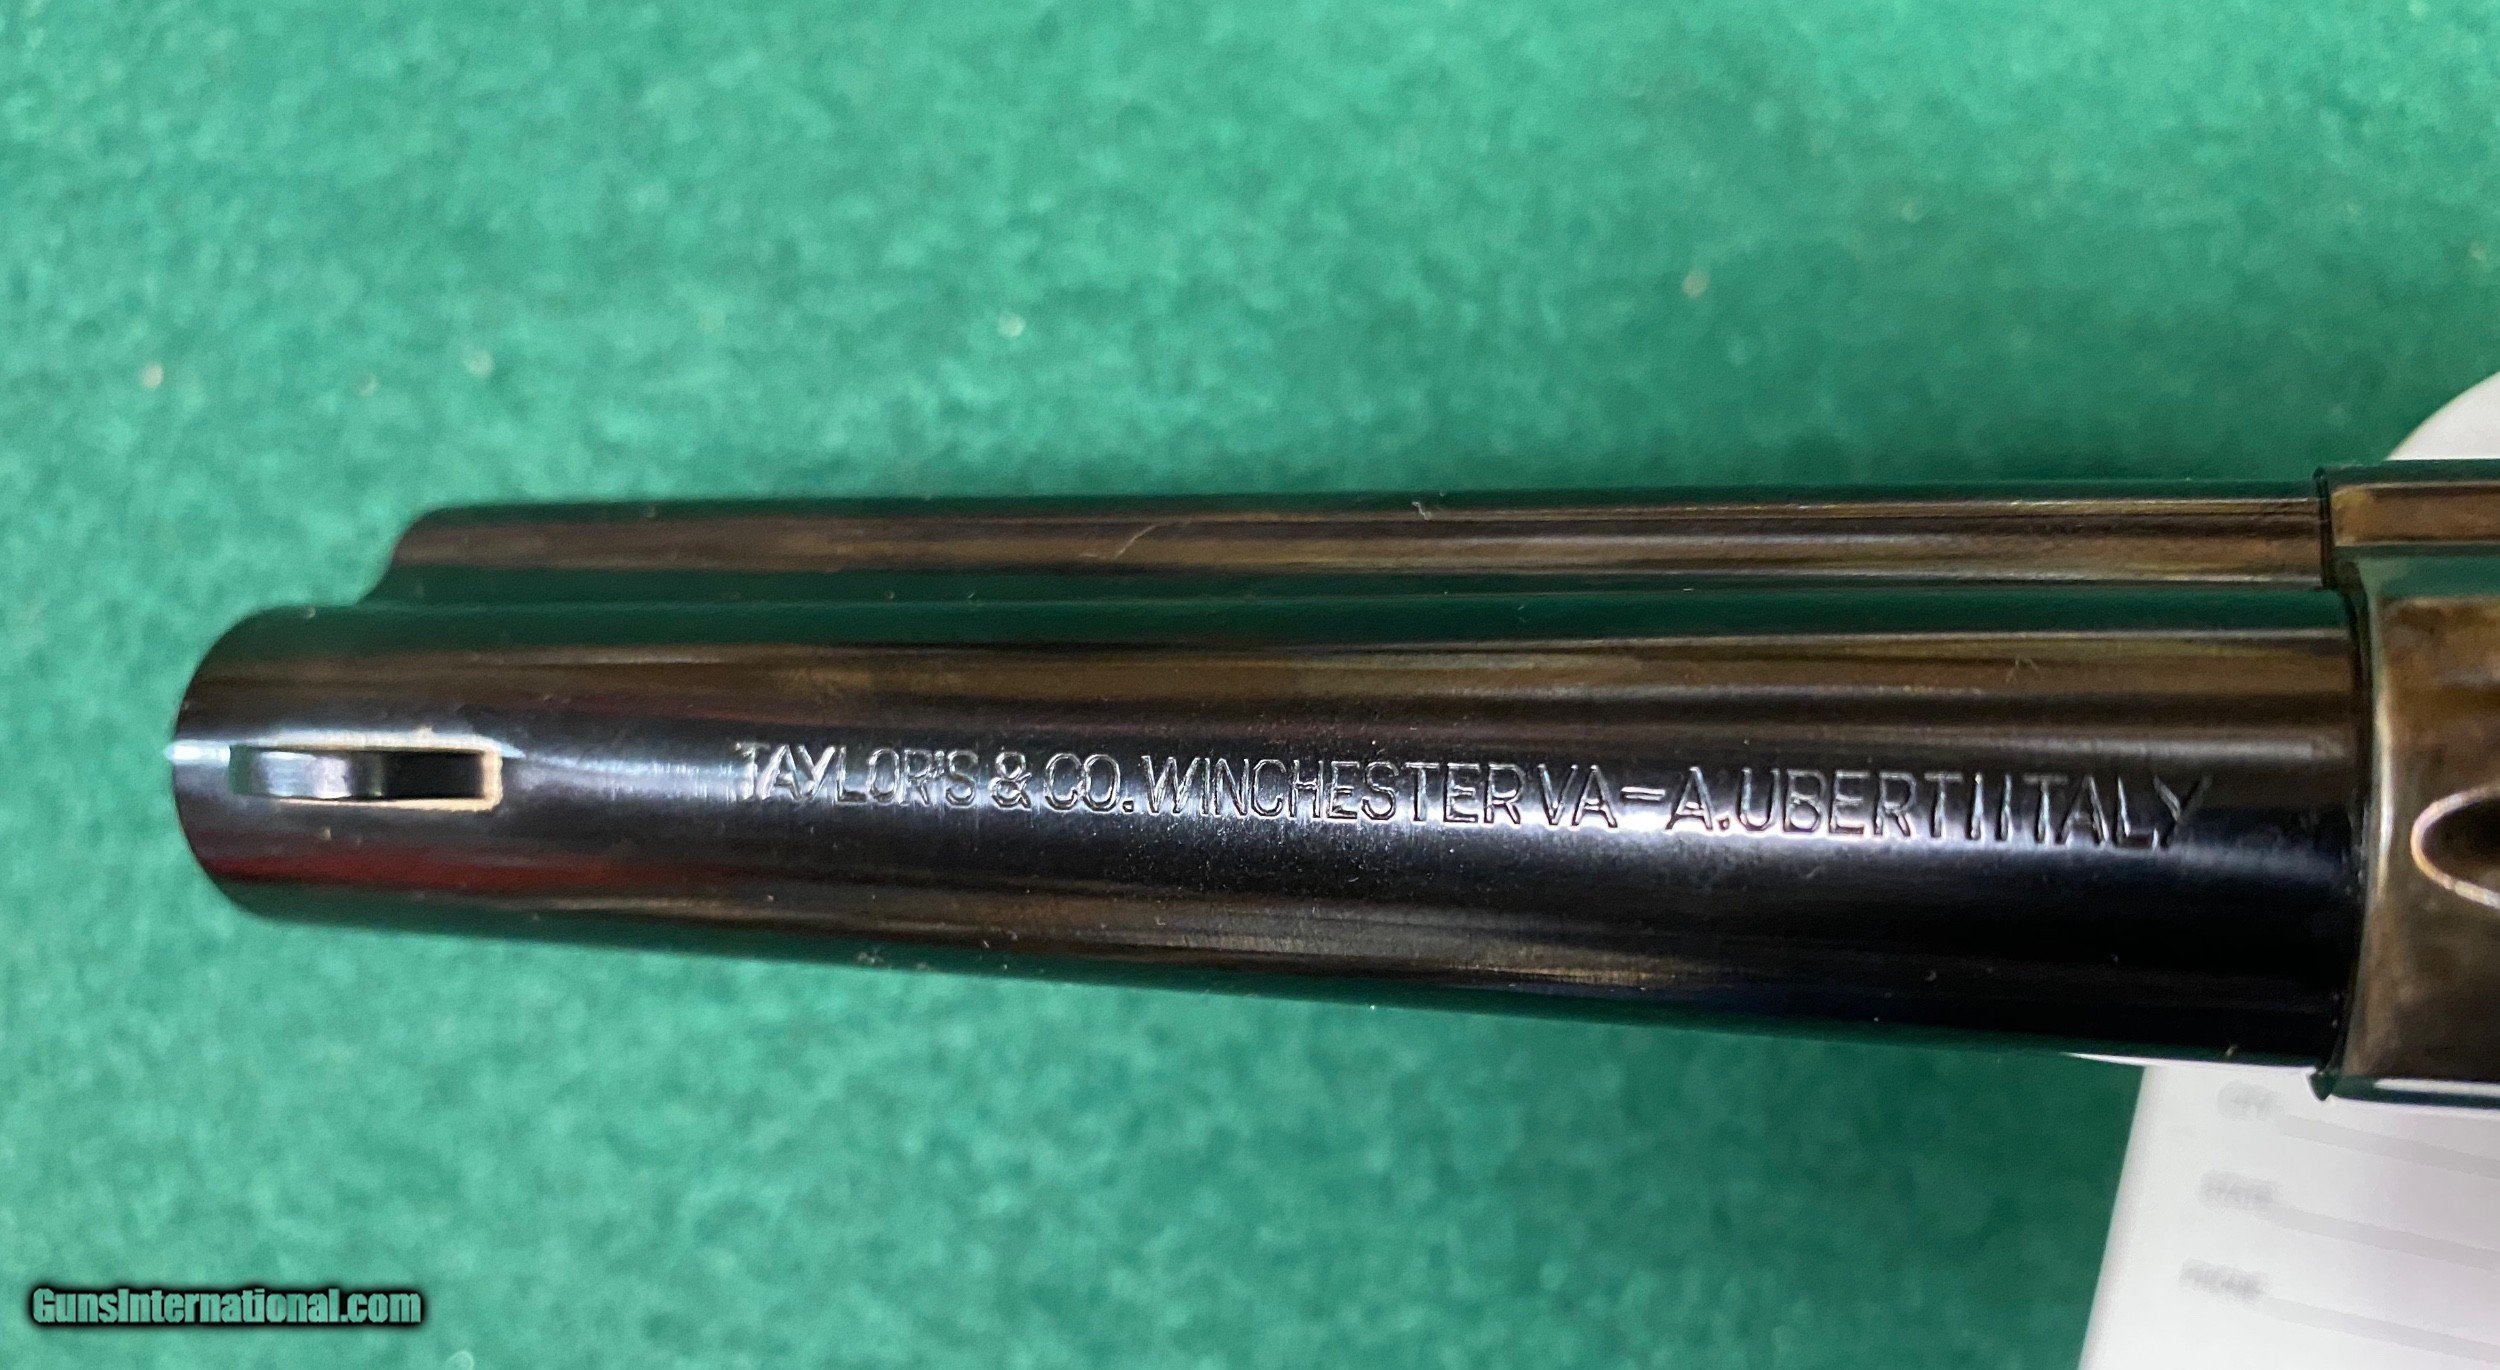 TAYLOR'S & CO. WINCHESTER VA - A. UBERTI ITALY
GunsInternational.com